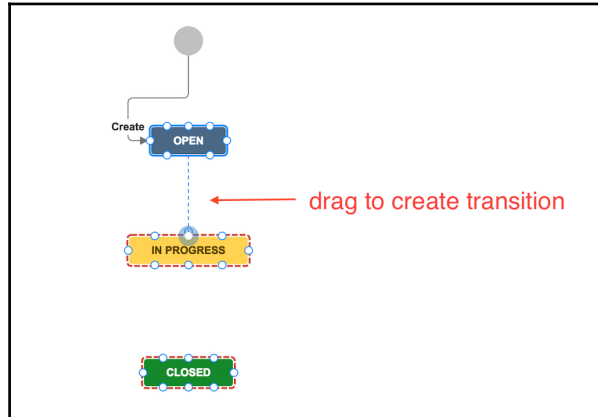 Create
OPEN
drag to create transition
IN PROGRESS
CLOSED